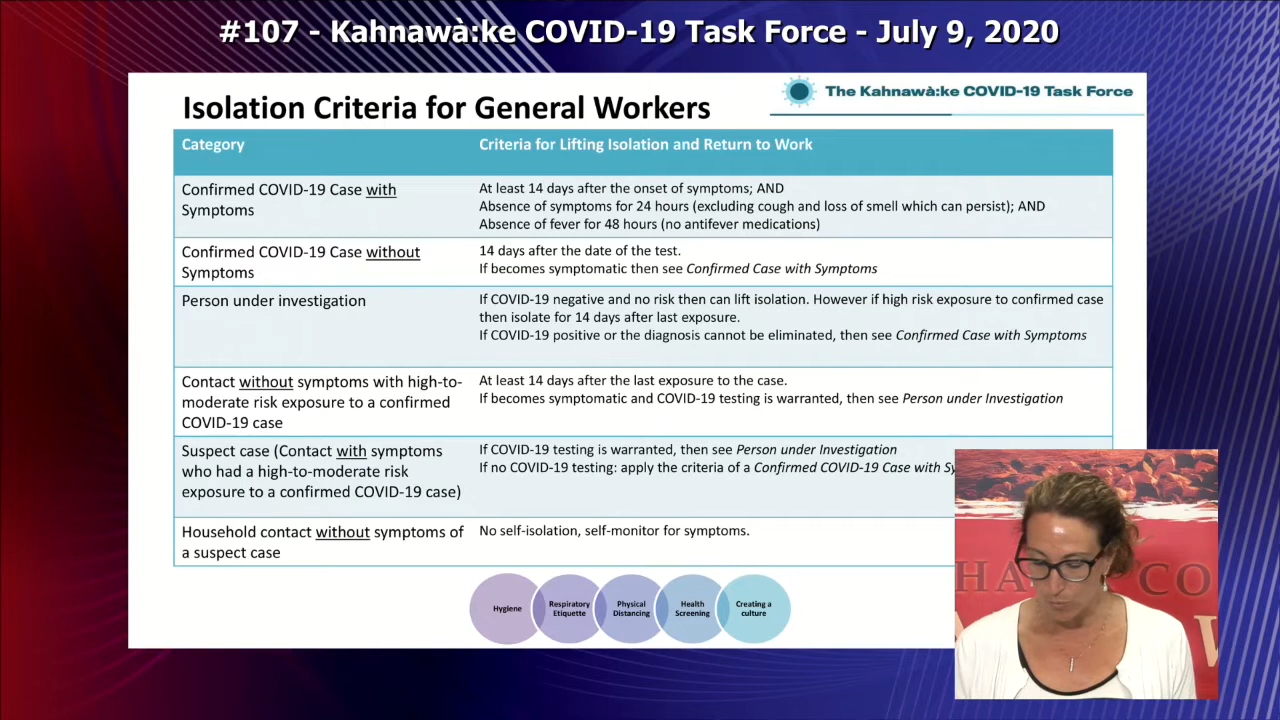 #107 - Kahnawà:ke COVID-19 Task Force - July 9, 2020
The Kahnawà:ke COVID-19 Task Force
Isolation Criteria for General Workers
Category
Criteria for Lifting Isolation and Return to Work
Confirmed COVID-19 Case with
Symptoms
At least 14 days after the onset of symptoms; AND
Absence of symptoms for 24 hours (excluding cough and loss of smell which can persist); AND
Absence of fever for 48 hours (no antifever medications)
Confirmed COVID-19 Case without
Symptoms
14 days after the date of the test.
If becomes symptomatic then see Confirmed Case with Symptoms
Person under investigation
If COVID-19 negative and no risk then can lift isolation. However if high risk exposure to confirmed case
then isolate for 14 days after last exposure.
If COVID-19 positive or the diagnosis cannot be eliminated, then see Confirmed Case with Symptoms
Contact without symptoms with high-to-
moderate risk exposure to a confirmed
COVID-19 case
At least 14 days after the last exposure to the case.
If becomes symptomatic and COVID-19 testing is warranted, then see Person under Investigation
Suspect case (Contact with symptoms
who had a high-to-moderate risk
exposure to a confirmed COVID-19 case)
If COVID-19 testing is warranted, then see Person under Investigation
If no COVID-19 testing: apply the criteria of a Confirmed COVID-19 Case with Sy
Household contact without symptoms of
a suspect case
No self-isolation, self-monitor for symptoms.
Hygiene
Respiratory
Etiquette
Physical
Distancing
Health
Screening
Creating a
culture